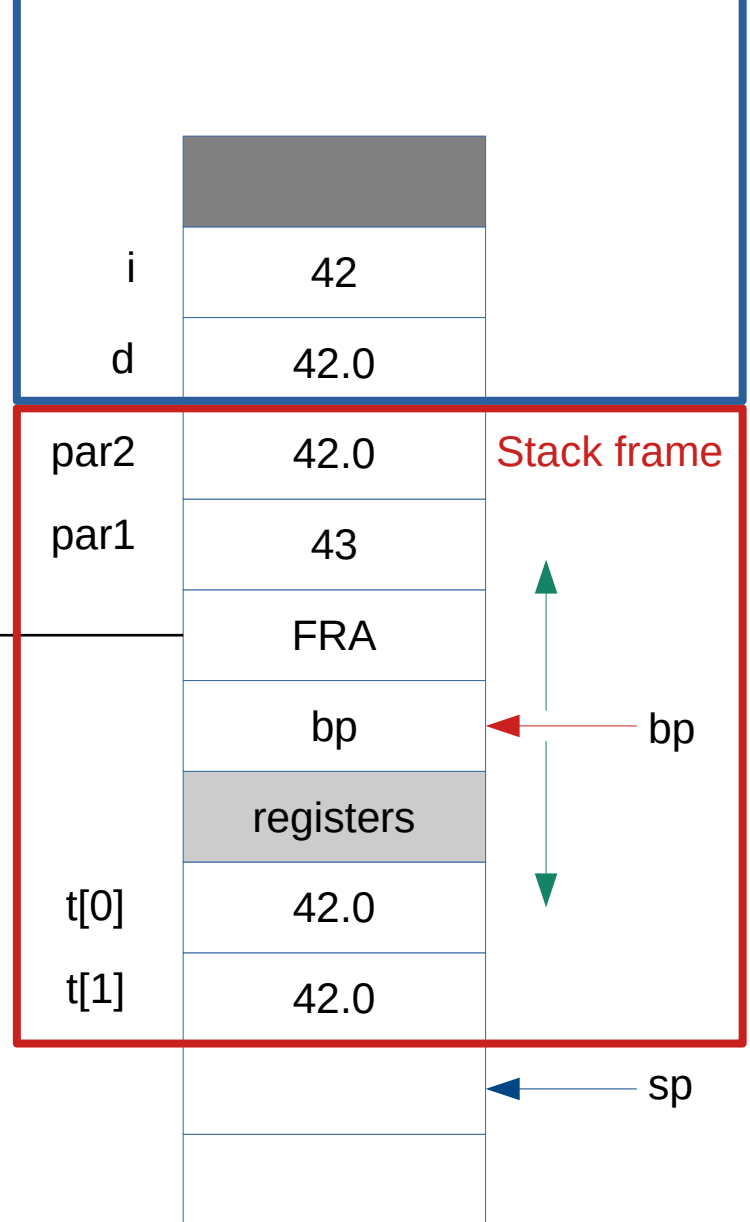 i 42
d 42.0
par2 42.0 Stack frame
par1 43
FRA
bp bp
registers
t[0] 42.0
t[1] 42.0
sp